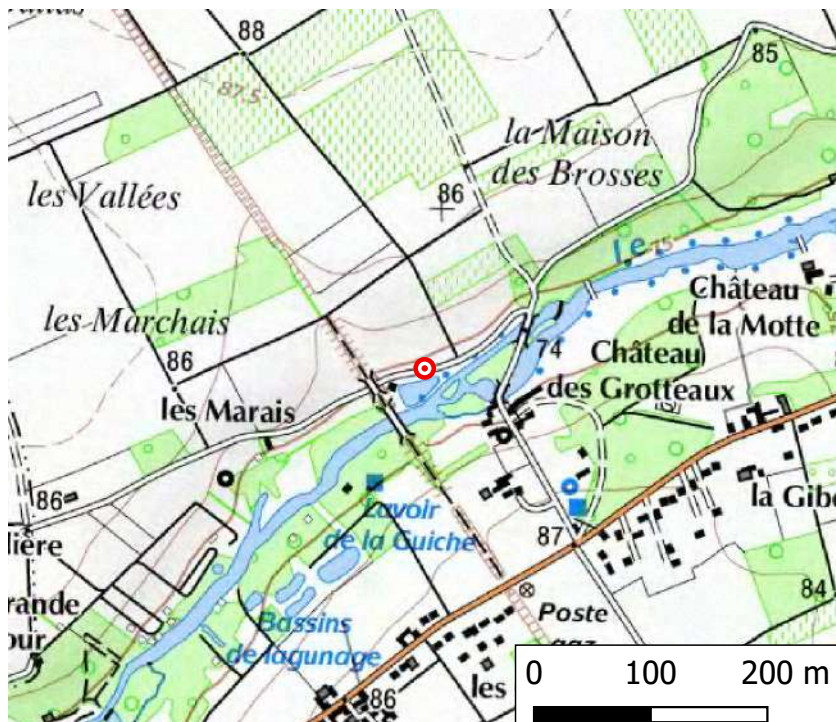 88
85
87.5
la Maison
des Brosses
les Vallées
86
Le
75
Château
de la Motte
les Marchais
74
Château
des Grotteaux
86
les Marais
86
Lavoir
de la Guiche
87
84
Poste
Bassins
de lagunage
86
les
0 100 200 m